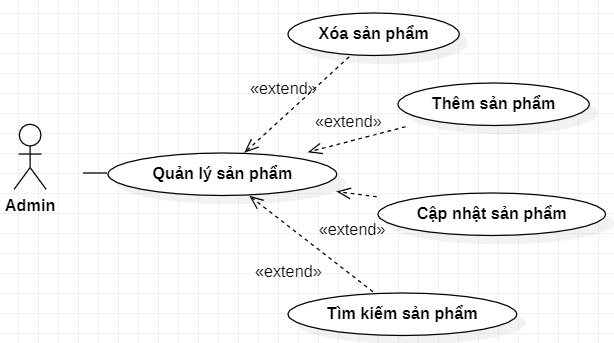 Xóa sản phẩm
«extend»
Thêm sản phẩm
«extend»
Quản lý sản phẩm
Admin
Cập nhật sản phẩm
«extend»
«extend»
Tìm kiếm sản phẩm